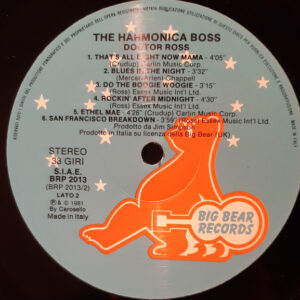 THE HARMONICA BOSS
DOCTOR ROSS
1. THAT'S ALL RIGHT NOW MAMA - 4'05"
(Crudup) Carlin Music Corp.
2. BLUES IN THE NIGHT - 3'32"
(Mercer-Arlen) Chappell
3. DO THE BOOGIE WOOGIE - 3'15"
(Ross) Essex Music Int'l Ltd.
4. ROCKIN' AFTER MIDNIGHT - 4'30"
(Ross) Essex Music Int'l Ltd.
5. ETHEL MAE - 4'26" (Crudup) Carlin Music Corp.
6. SAN FRANCISCO BREAKDOWN - 3'59" (Ross) Essex Music Int'l Ltd.
Prodotto da Jim Simpson
Prodotto in Italia su licenza della Big Bear (UK)
STEREO
33 GIRI
S.I.A.E.
BRP 2013
(BRP 2013/2)
LATO 2
℗ & © 1981
By Carosello
Made in Italy
BIG BEAR
RECORDS